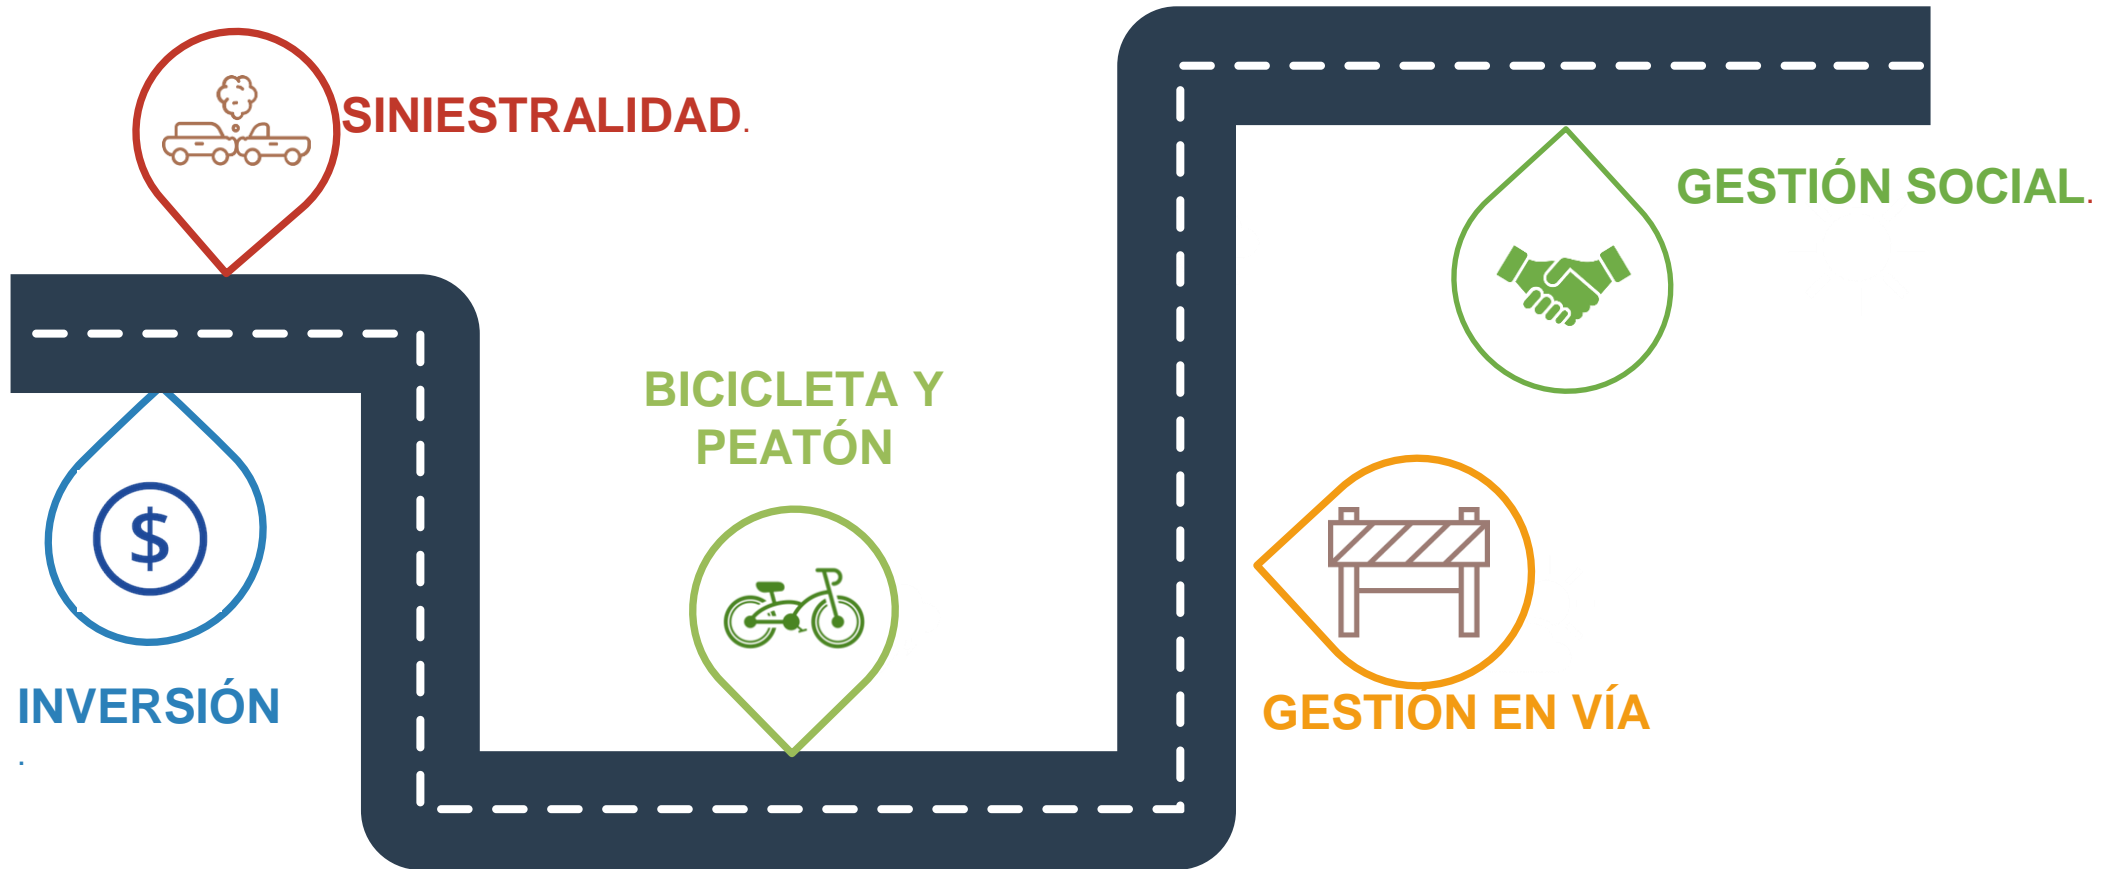 SINIESTRALIDAD.
GESTIÓN SOCIAL.
BICICLETA Y
PEATÓN
$
INVERSIÓN
.
GESTIÓN EN VÍA